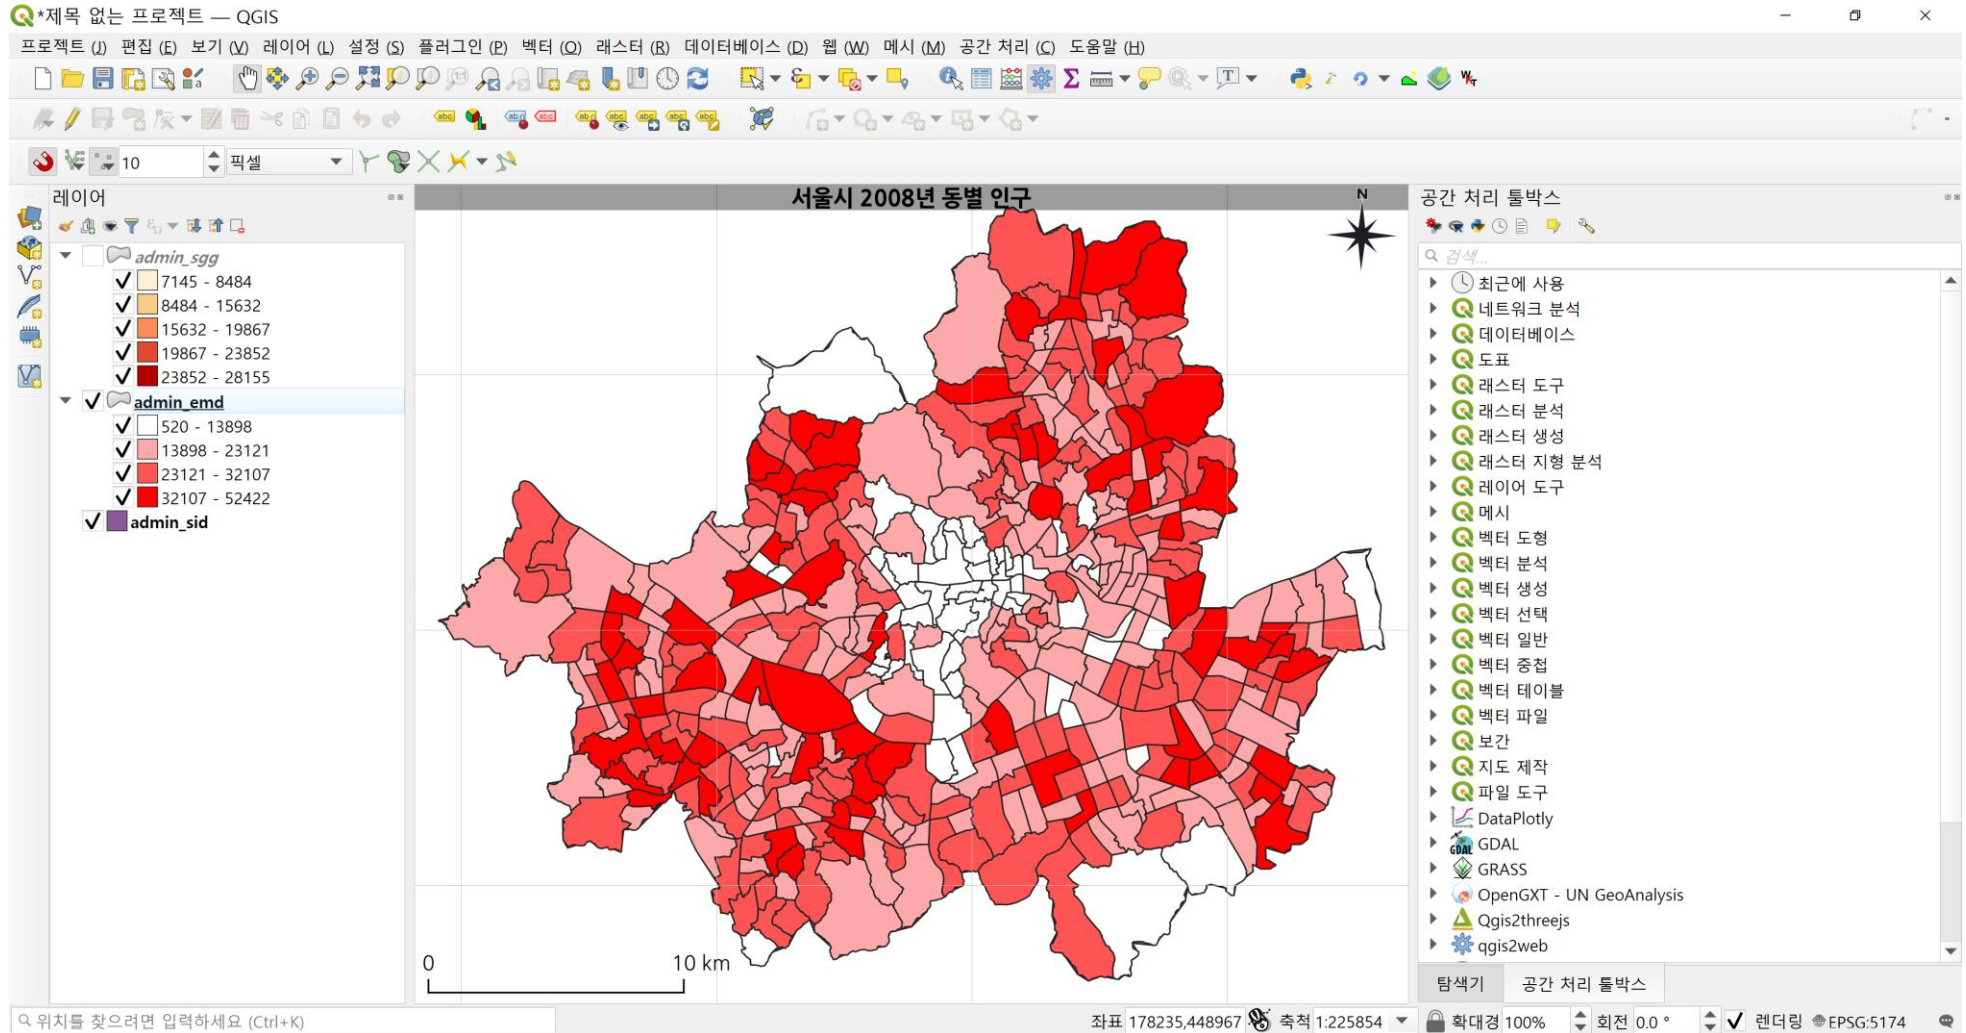 *제목 없는 프로젝트 — QGIS
프로젝트 (J) 편집 (E) 보기 (V) 레이어 (L) 설정 (S) 플러그인 (P) 벡터 (O) 래스터 (R) 데이터베이스 (D) 웹 (W) 메시 (M) 공간 처리 (C) 도움말 (H)
10 픽셀
레이어
admin_sgg
7145 - 8484
8484 - 15632
15632 - 19867
19867 - 23852
23852 - 28155
admin_emd
520 - 13898
13898 - 23121
23121 - 32107
32107 - 52422
admin_sid
서울시 2008년 동별 인구
N
0 10 km
공간 처리 툴박스
검색...
최근에 사용
네트워크 분석
데이터베이스
도표
래스터 도구
래스터 분석
래스터 생성
래스터 지형 분석
레이어 도구
메시
벡터 도형
벡터 분석
벡터 생성
벡터 선택
벡터 일반
벡터 중첩
벡터 테이블
벡터 파일
보간
지도 제작
파일 도구
DataPlotly
GDAL
GRASS
OpenGXT - UN GeoAnalysis
Qgis2threejs
qgis2web
탐색기 공간 처리 툴박스
위치를 찾으려면 입력하세요 (Ctrl+K) 좌표 178235,448967 축척 1:225854 확대경 100% 회전 0.0 ° 렌더링 EPSG:5174